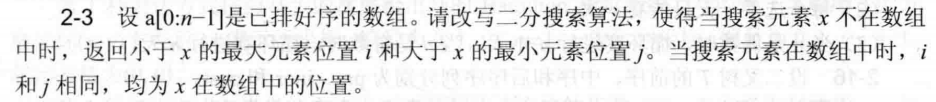 2-3 设 a[0:n−1]是已排好序的数组。请改写二分搜索算法，使得当搜索元素 x 不在数组
中时，返回小于 x 的最大元素位置 i 和大于 x 的最小元素位置 j。当搜索元素在数组中时，i
和 j 相同，均为 x 在数组中的位置。